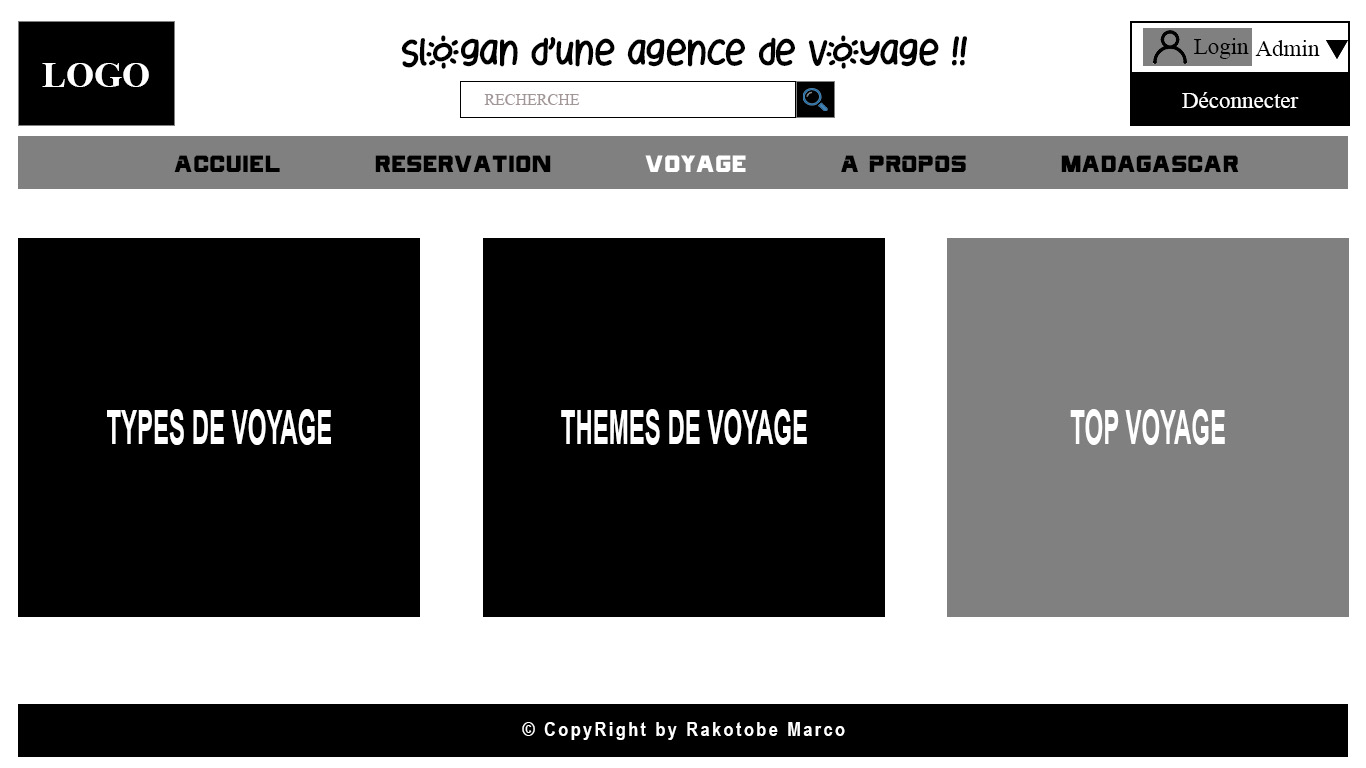 LOGO
slogan d'une agence de voyage !!
RECHERCHE
Login Admin
Déconnecter
ACCUIEL RESERVATION VOYAGE A PROPOS MADAGASCAR
TYPES DE VOYAGE
THEMES DE VOYAGE
TOP VOYAGE
© CopyRight by Rakotobe Marco